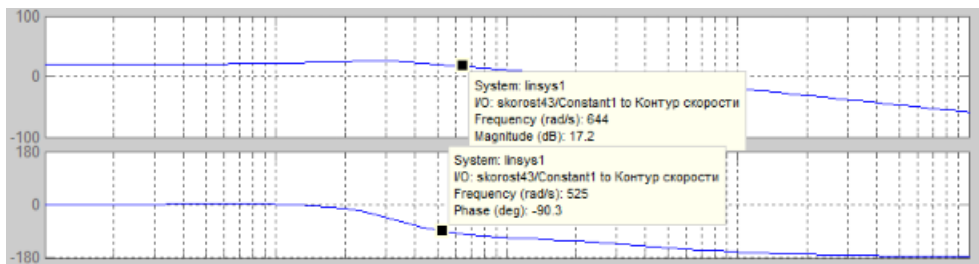 100
0
-100
System: linsys1
I/O: skorost43/Constant1 to Контур скорости
Frequency (rad/s): 644
Magnitude (dB): 17.2
180
0
-180
System: linsys1
I/O: skorost43/Constant1 to Контур скорости
Frequency (rad/s): 525
Phase (deg): -90.3